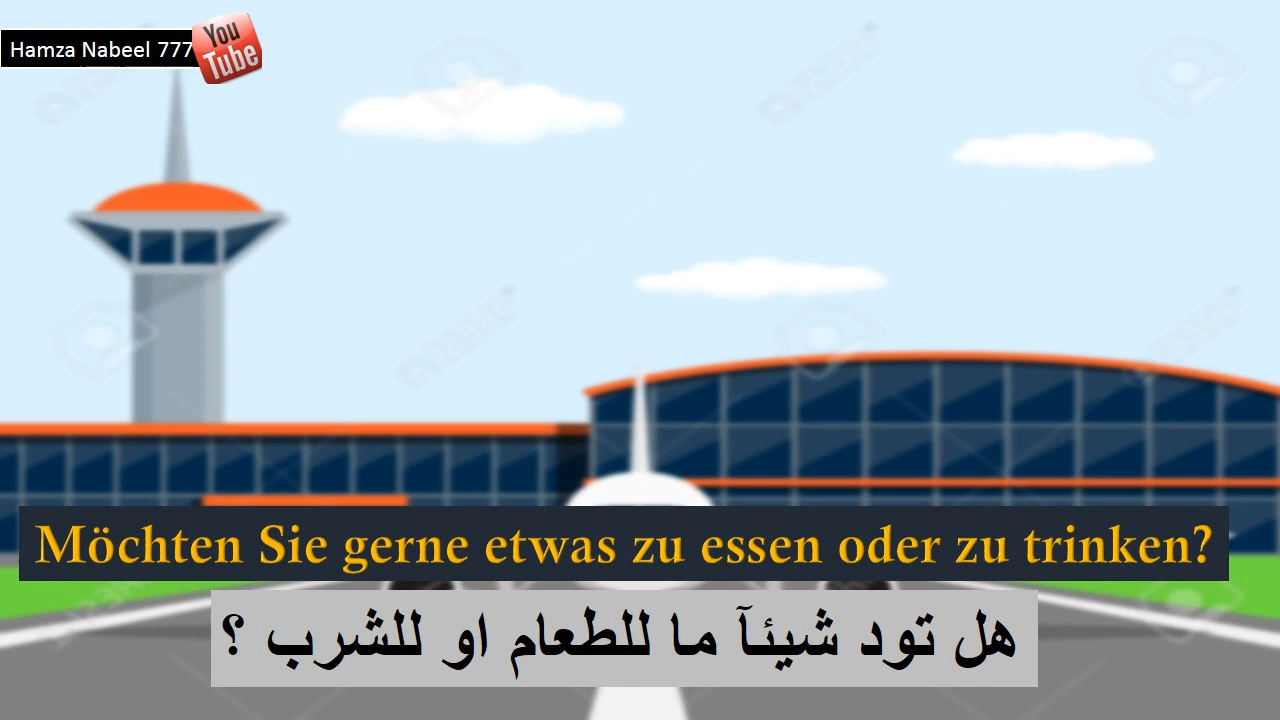 Hamza Nabeel 777
You
Tube
Möchten Sie gerne etwas zu essen oder zu trinken?
هل تود شيئآ ما للطعام او للشرب ؟